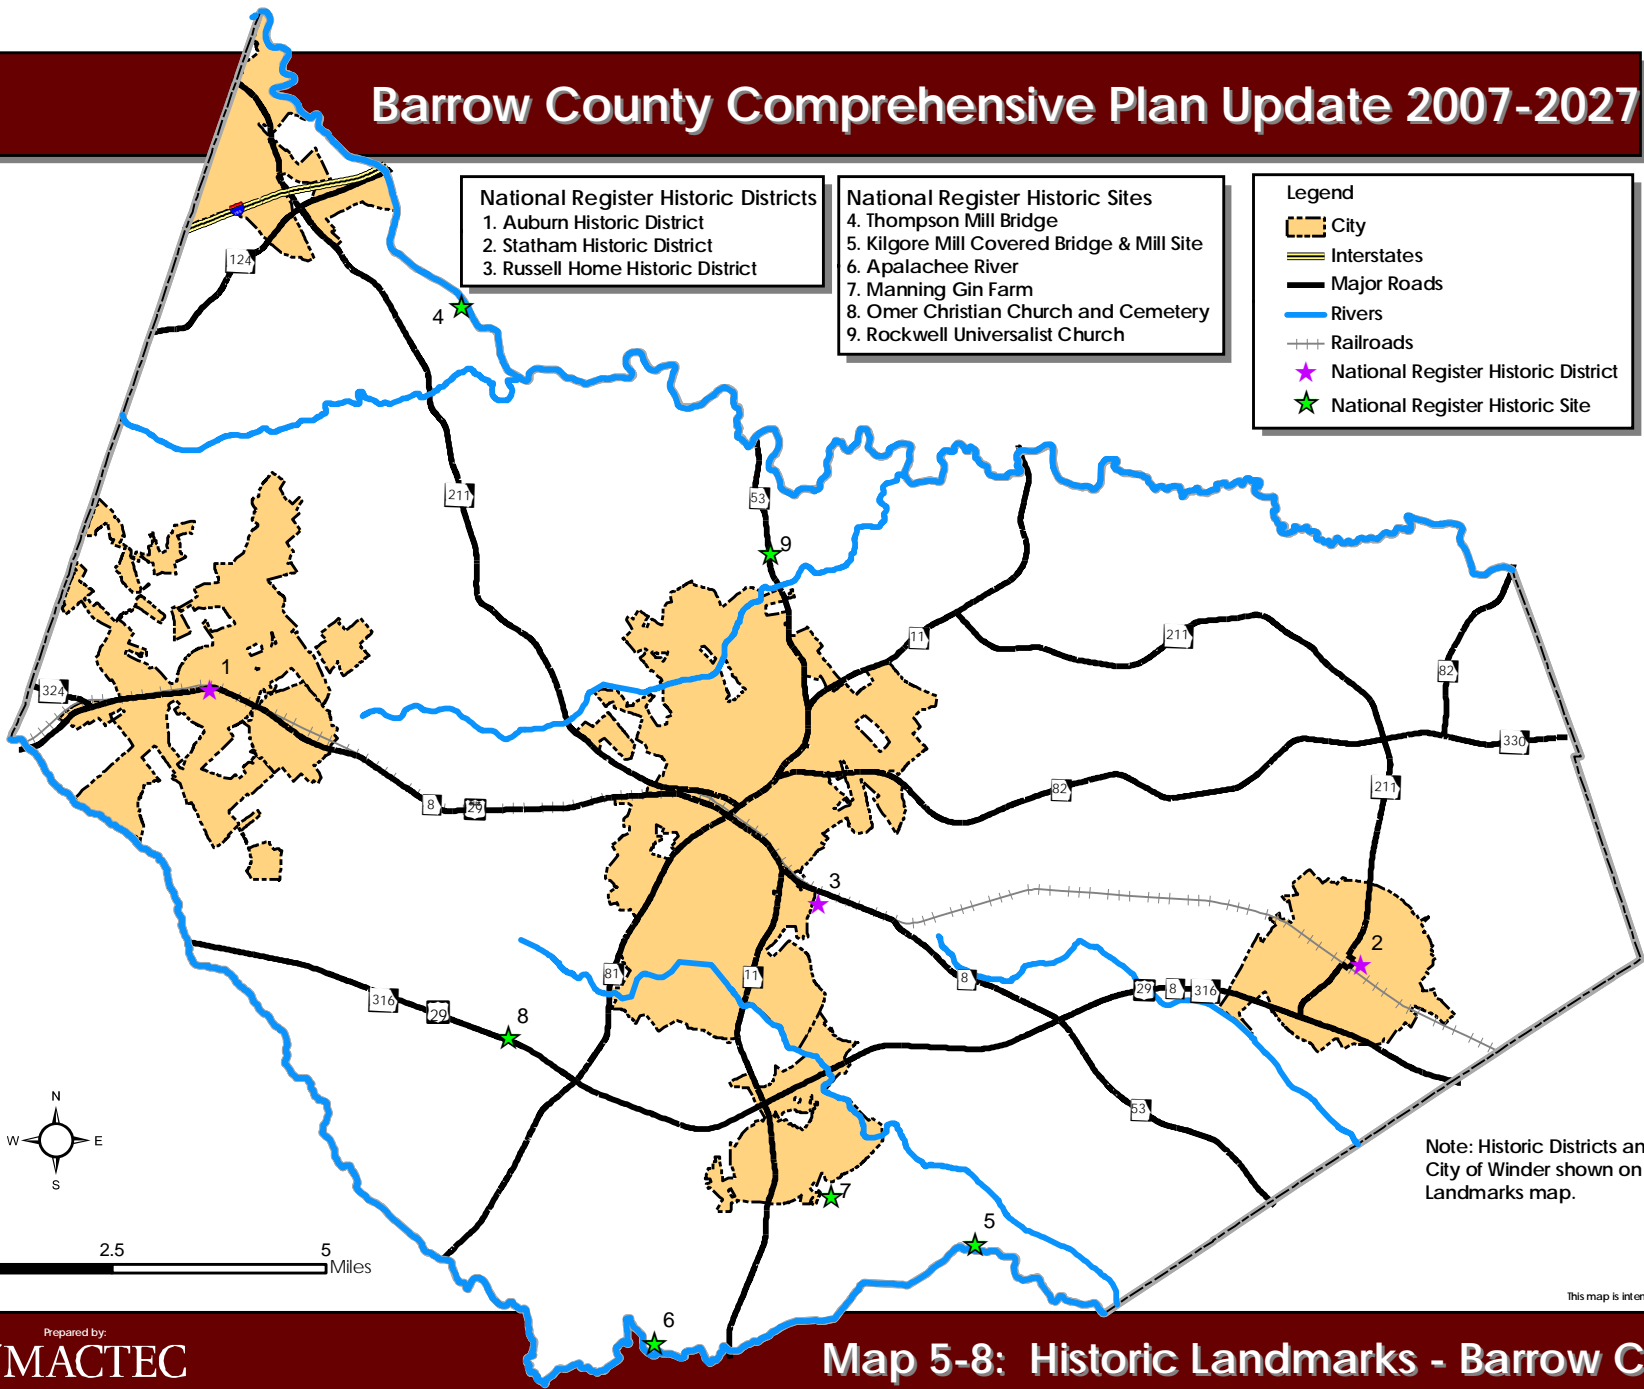 Barrow County Comprehensive Plan Update 2007-2027
National Register Historic Districts
1. Auburn Historic District
2. Statham Historic District
3. Russell Home Historic District
National Register Historic Sites
4. Thompson Mill Bridge
5. Kilgore Mill Covered Bridge & Mill Site
6. Apalachee River
7. Manning Gin Farm
8. Omer Christian Church and Cemetery
9. Rockwell Universalist Church
Legend
City
Interstates
Major Roads
Rivers
Railroads
National Register Historic District
National Register Historic Site
124
4
211
53
9
11
211
82
1
324
330
8
29
82
211
3
2
81
11
8
29
8
316
316
29
8
53
7
5
6
N
W
E
S
2.5
5
Miles
Note: Historic Districts an
City of Winder shown on
Landmarks map.
This map is inter
Prepared by:
MACTEC
Map 5-8: Historic Landmarks - Barrow C